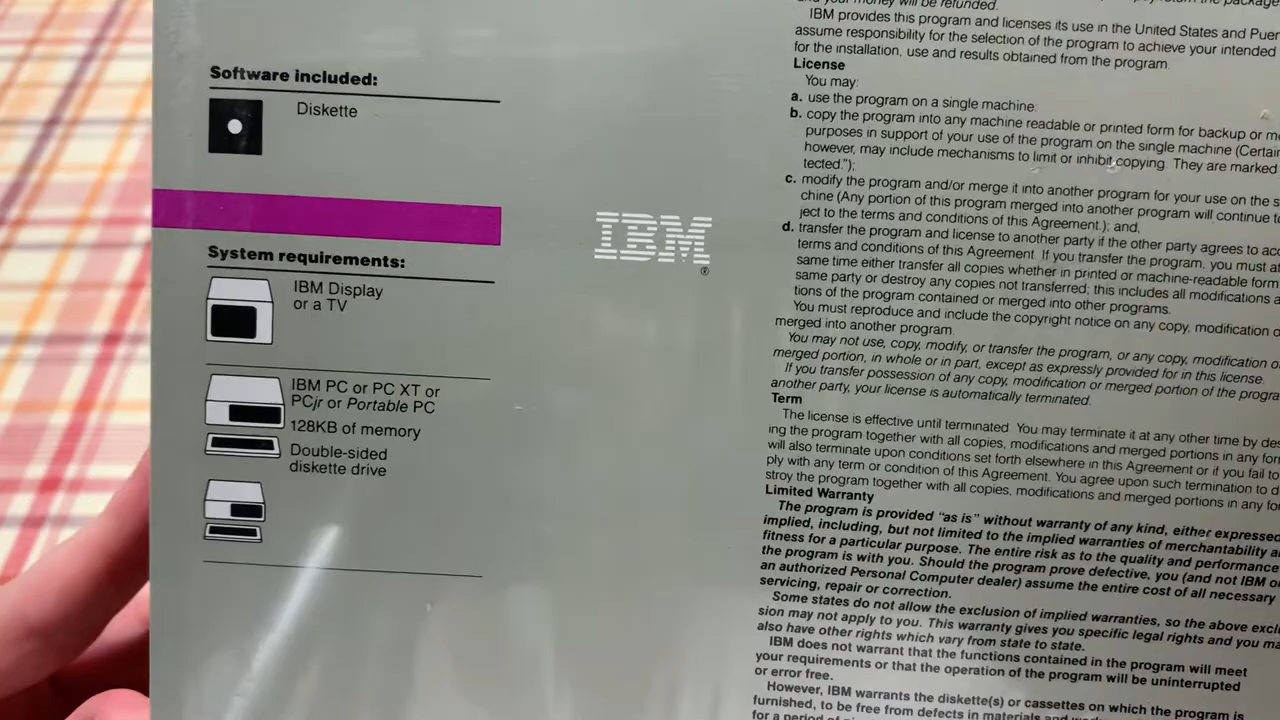 Software included:
Diskette
System requirements:
IBM Display
or a TV
IBM PC or PC XT or
PCjr or Portable PC
128KB of memory
Double-sided
diskette drive
IBM
®
and your money will be refunded.
the package
IBM provides this program and licenses its use in the United States and
assume responsibility for the selection of the program to achieve your intended
for the installation, use and results obtained from the program.
License
You may:
a. use the program on a single machine;
b. copy the program into any machine readable or printed form for backup or
purposes in support of your use of the program on the single machine
however, may include mechanisms to limit or inhibit copying. They are marked
tected.");
c. modify the program and/or merge it into another program for your use on the
chine (Any portion of this program merged into another program will continue
ject to the terms and conditions of this Agreement.); and,
d. transfer the program and license to another party if the other party agrees to
terms and conditions of this Agreement. If you transfer the program, you must
same time either transfer all copies whether in printed or machine-readable form
same party or destroy any copies not transferred; this includes all modifications
tions of the program contained or merged into other programs.
You must reproduce and include the copyright notice on any copy, modification
merged into another program.
You may not use, copy, modify, or transfer the program, or any copy, modification
merged portion, in whole or in part, except as expressly provided for in this license.
If you transfer possession of any copy, modification or merged portion of the
another party, your license is automatically terminated.
Term
The license is effective until terminated. You may terminate it at any other time by
ing the program together with all copies, modifications and merged portions in any
will also terminate upon conditions set forth elsewhere in this Agreement or if you fail
ply with any term or condition of this Agreement. You agree upon such termination to
stroy the program together with all copies, modifications and merged portions in any
Limited Warranty
The program is provided "as is" without warranty of any kind, either expressed
implied, including, but not limited to the implied warranties of merchantability
fitness for a particular purpose. The entire risk as to the quality and performance
the program is with you. Should the program prove defective, you (and not IBM
an authorized Personal Computer dealer) assume the entire cost of all necessary
servicing, repair or correction.
Some states do not allow the exclusion of implied warranties, so the above
sion may not apply to you. This warranty gives you specific legal rights and you
also have other rights which vary from state to state.
IBM does not warrant that the functions contained in the program will meet
your requirements or that the operation of the program will be uninterrupted
or error free.
However, IBM warrants the diskette(s) or cassettes on which the program is
furnished, to be free from defects in materials and
for a period of